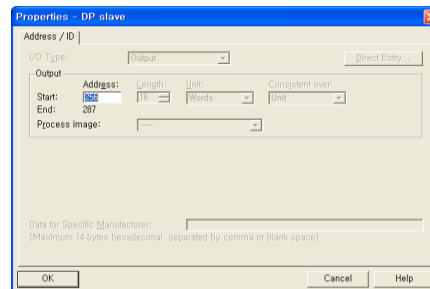 Properties - DP slave
Address / ID
I/O Type: Output Direct Entry...
Output
Address: Length: Unit: Consistent over:
Start: 256 16 Words Unit
End: 287
Process image: ---
Data for Specific Manufacturer:
(Maximum 14 bytes hexadecimal, separated by comma or blank space)
OK Cancel Help